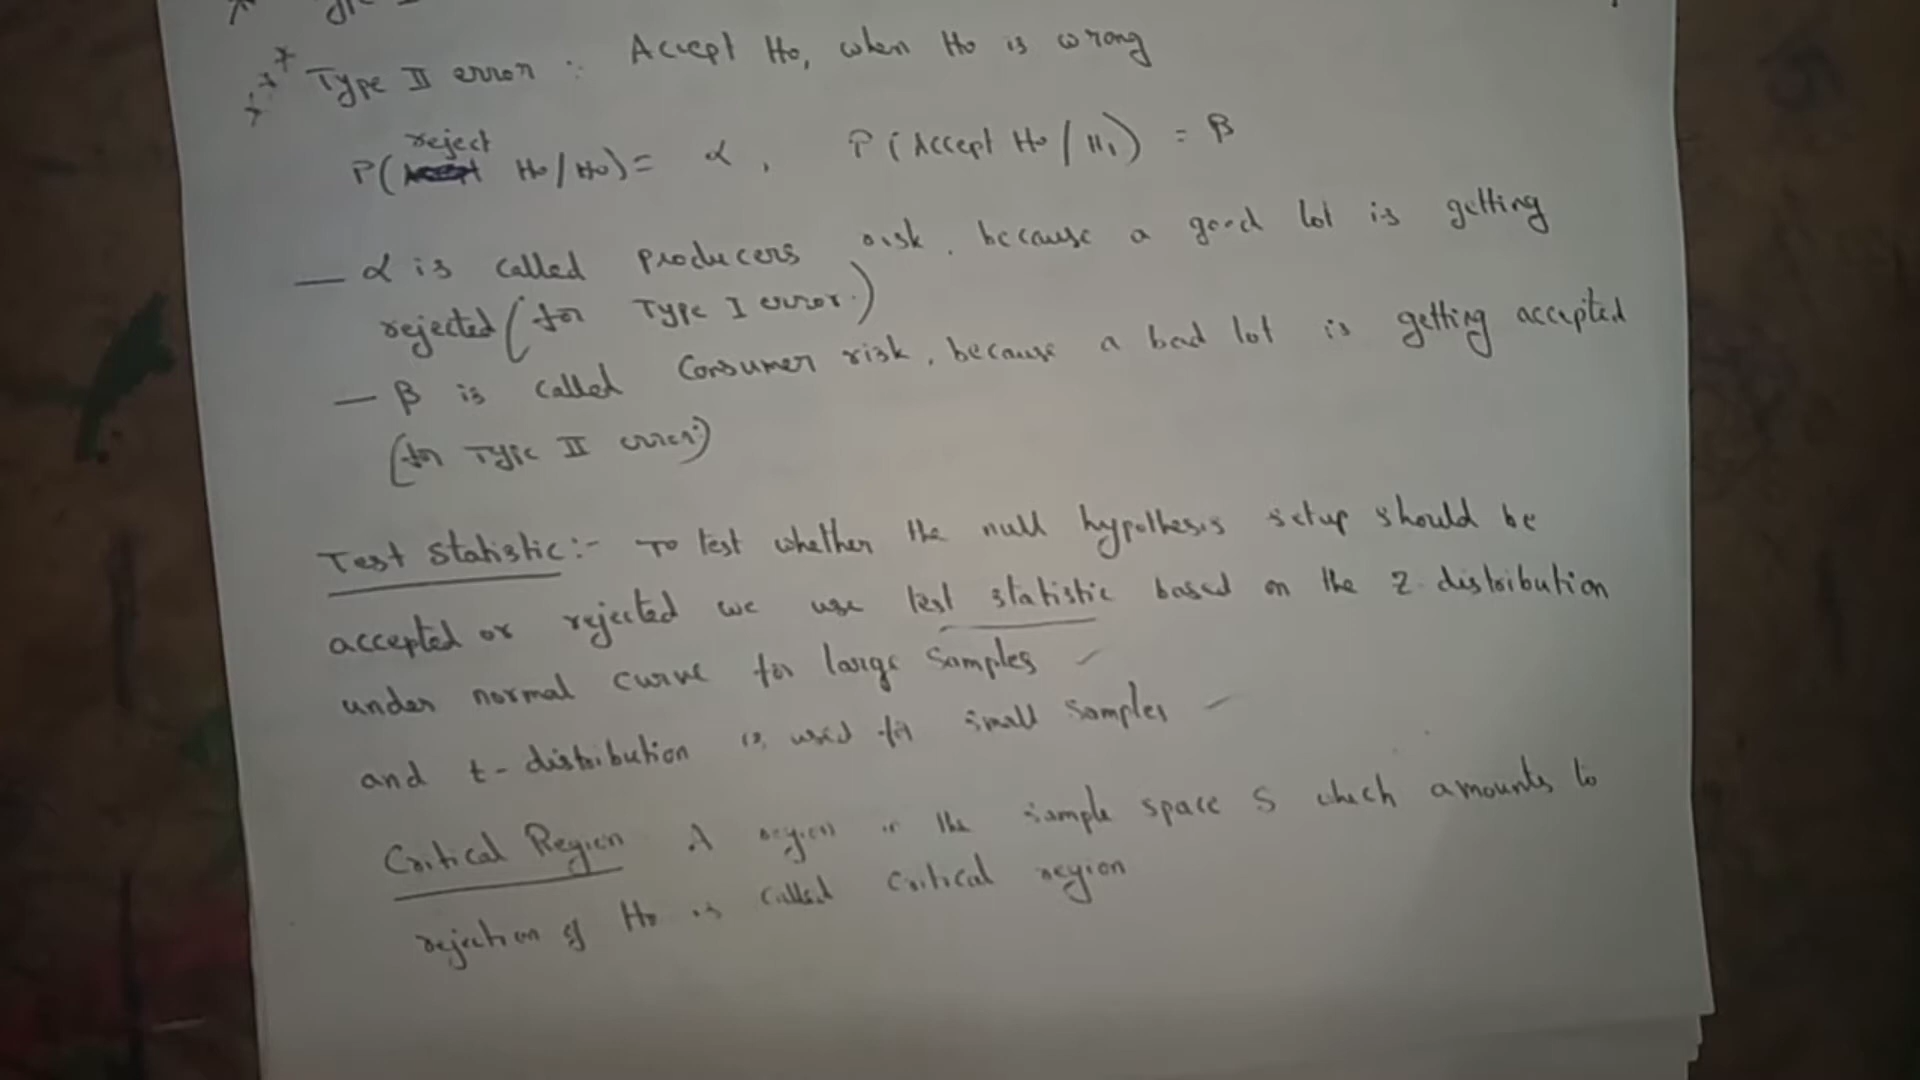 Type II error : Accept H₀, when H₀ is wrong
P(reject H₀/H₀) = α, P(Accept H₀/H₁) = β
— α is called producers risk, because a good lot is getting
rejected (for Type I error.)
— β is called Consumer risk, because a bad lot is getting accepted
(for Type II error)
Test Statistic:- To test whether the null hypothesis setup should be
accepted or rejected we use test statistic based on the Z-distribution
under normal curve for large samples
and t-distribution is used for small samples
Critical Region A region in the sample space S which amounts to
rejection of H₀ is called critical region